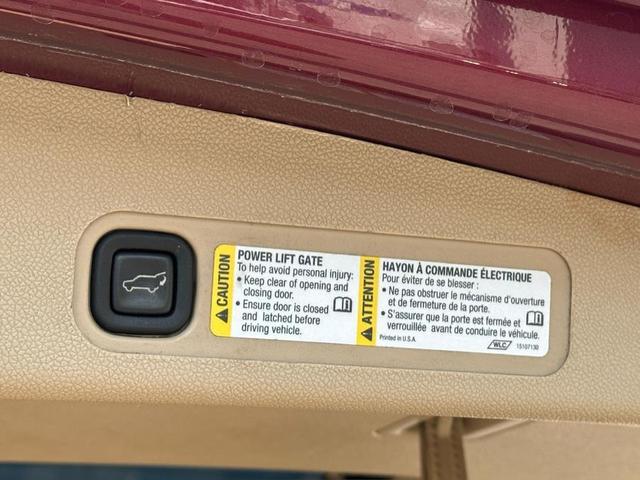 CAUTION
POWER LIFT GATE
To help avoid personal injury:
• Keep clear of opening and
closing door.
• Ensure door is closed
and latched before
driving vehicle.
ATTENTION
HAYON À COMMANDE ÉLECTRIQUE
Pour éviter de se blesser :
• Ne pas obstruer le mécanisme d'ouverture
et de fermeture de la porte.
• S'assurer que la porte est fermée et
verrouillée avant de conduire le véhicule.
Printed in U.S.A.
WLC 15107130